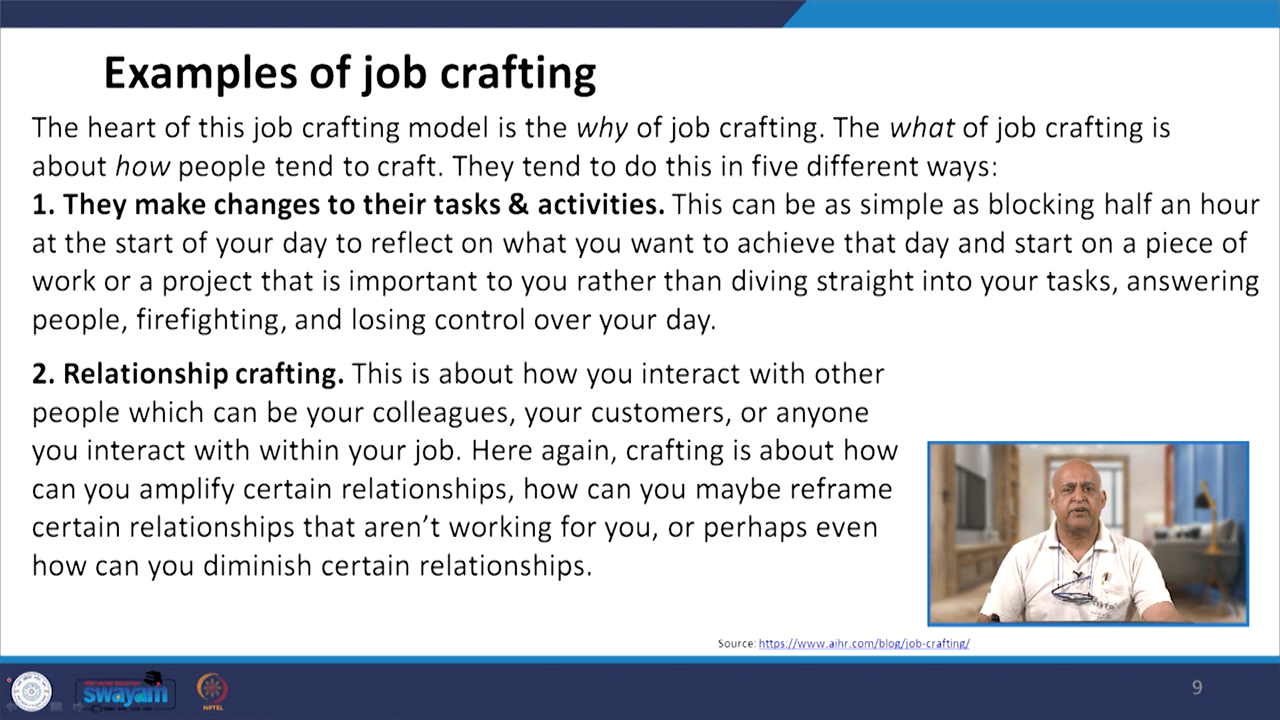 Examples of job crafting
The heart of this job crafting model is the why of job crafting. The what of job crafting is
about how people tend to craft. They tend to do this in five different ways:
1. They make changes to their tasks & activities. This can be as simple as blocking half an hour
at the start of your day to reflect on what you want to achieve that day and start on a piece of
work or a project that is important to you rather than diving straight into your tasks, answering
people, firefighting, and losing control over your day.
2. Relationship crafting. This is about how you interact with other
people which can be your colleagues, your customers, or anyone
you interact with within your job. Here again, crafting is about how
can you amplify certain relationships, how can you maybe reframe
certain relationships that aren’t working for you, or perhaps even
how can you diminish certain relationships.
Source: https://www.aihr.com/blog/job-crafting/
swayam
NPTEL
9